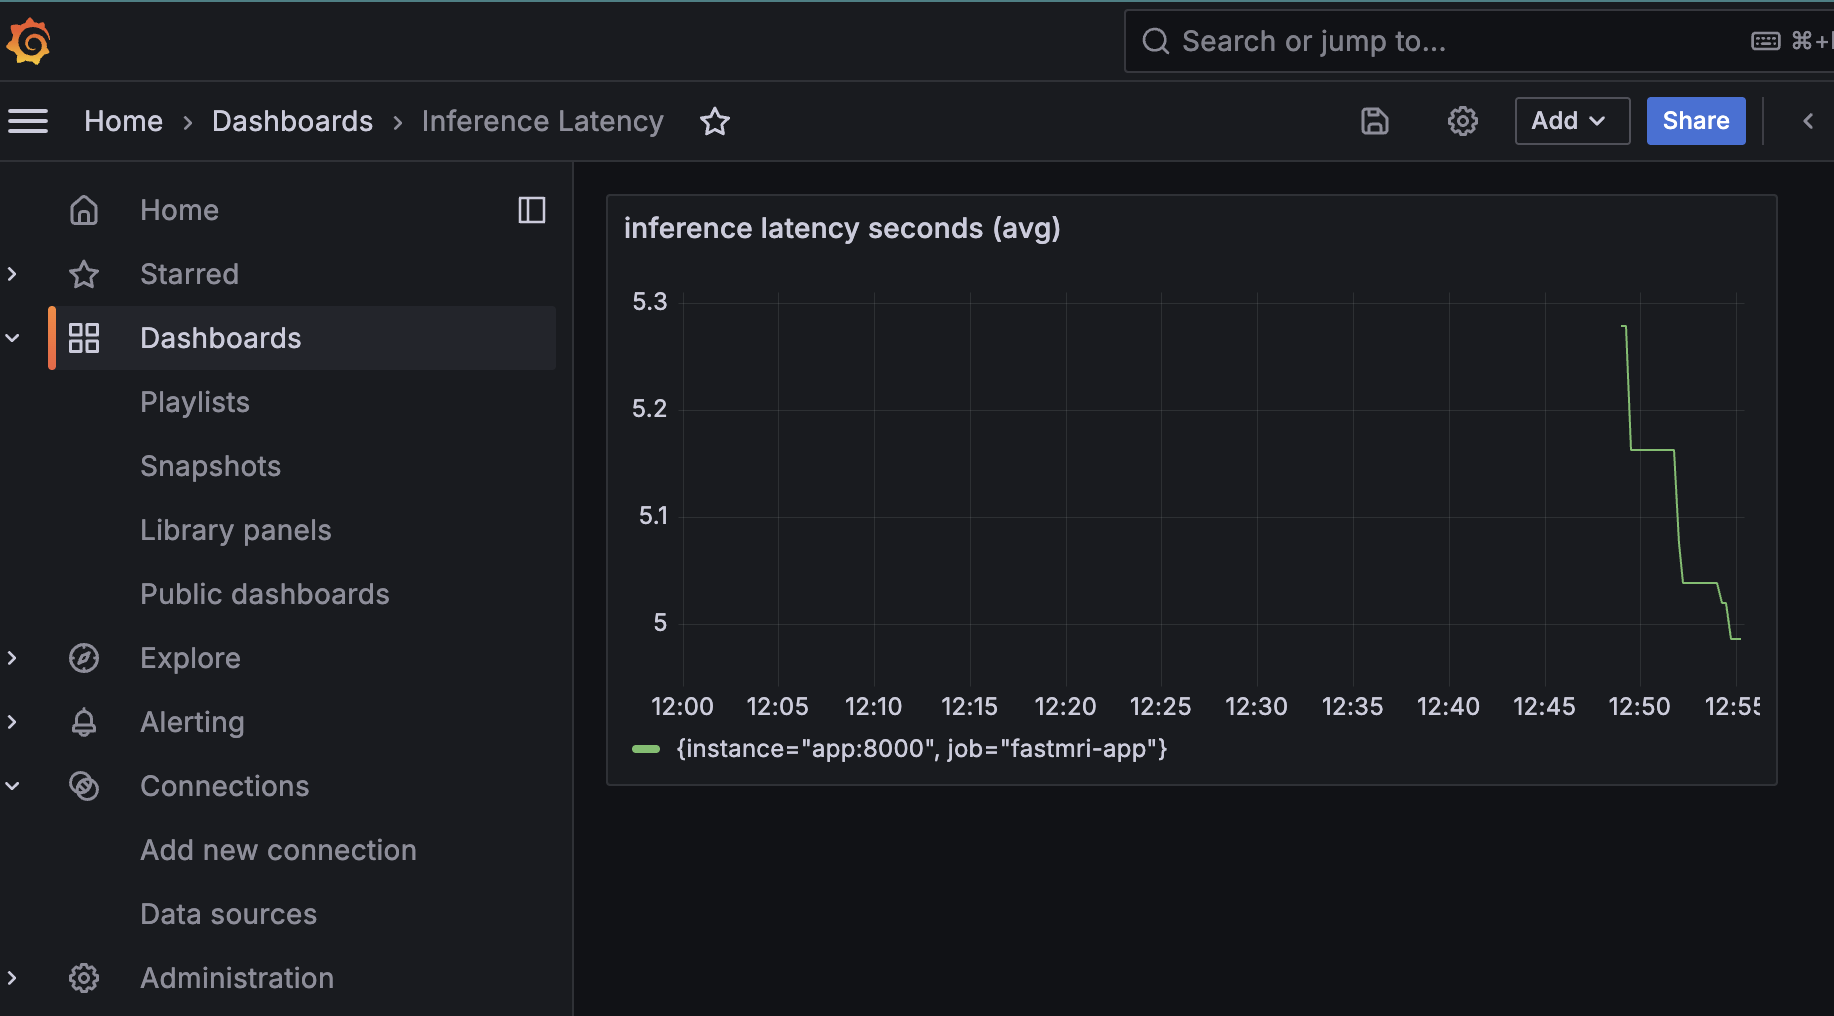 Search or jump to...
⌘+
Home › Dashboards › Inference Latency
Add
Share
Home
Starred
Dashboards
Playlists
Snapshots
Library panels
Public dashboards
Explore
Alerting
Connections
Add new connection
Data sources
Administration
inference latency seconds (avg)
5.3
5.2
5.1
5
12:00 12:05 12:10 12:15 12:20 12:25 12:30 12:35 12:40 12:45 12:50 12:55
{instance="app:8000", job="fastmri-app"}